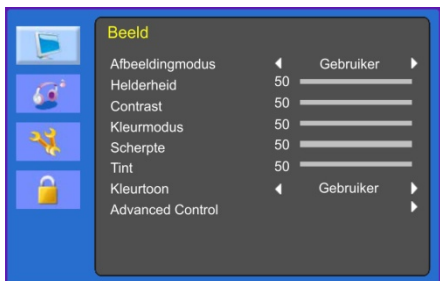 Beeld
Afbeeldingmodus Gebruiker
Helderheid 50
Contrast 50
Kleurmodus 50
Scherpte 50
Tint 50
Kleurtoon Gebruiker
Advanced Control